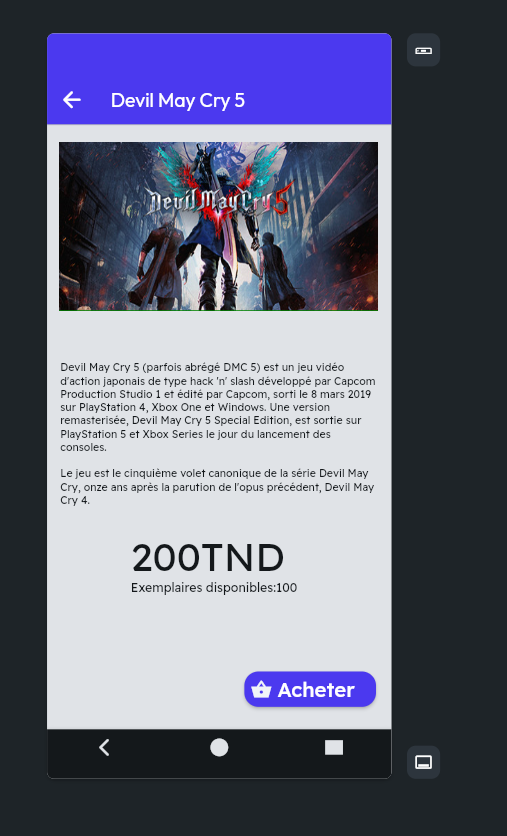 Devil May Cry 5
Devil May Cry 5
Devil May Cry 5 (parfois abrégé DMC 5) est un jeu vidéo
d'action japonais de type hack 'n' slash développé par Capcom
Production Studio 1 et édité par Capcom, sorti le 8 mars 2019
sur PlayStation 4, Xbox One et Windows. Une version
remasterisée, Devil May Cry 5 Special Edition, est sortie sur
PlayStation 5 et Xbox Series le jour du lancement des
consoles.
Le jeu est le cinquième volet canonique de la série Devil May
Cry, onze ans après la parution de l'opus précédent, Devil May
Cry 4.
200TND
Exemplaires disponibles:100
Acheter